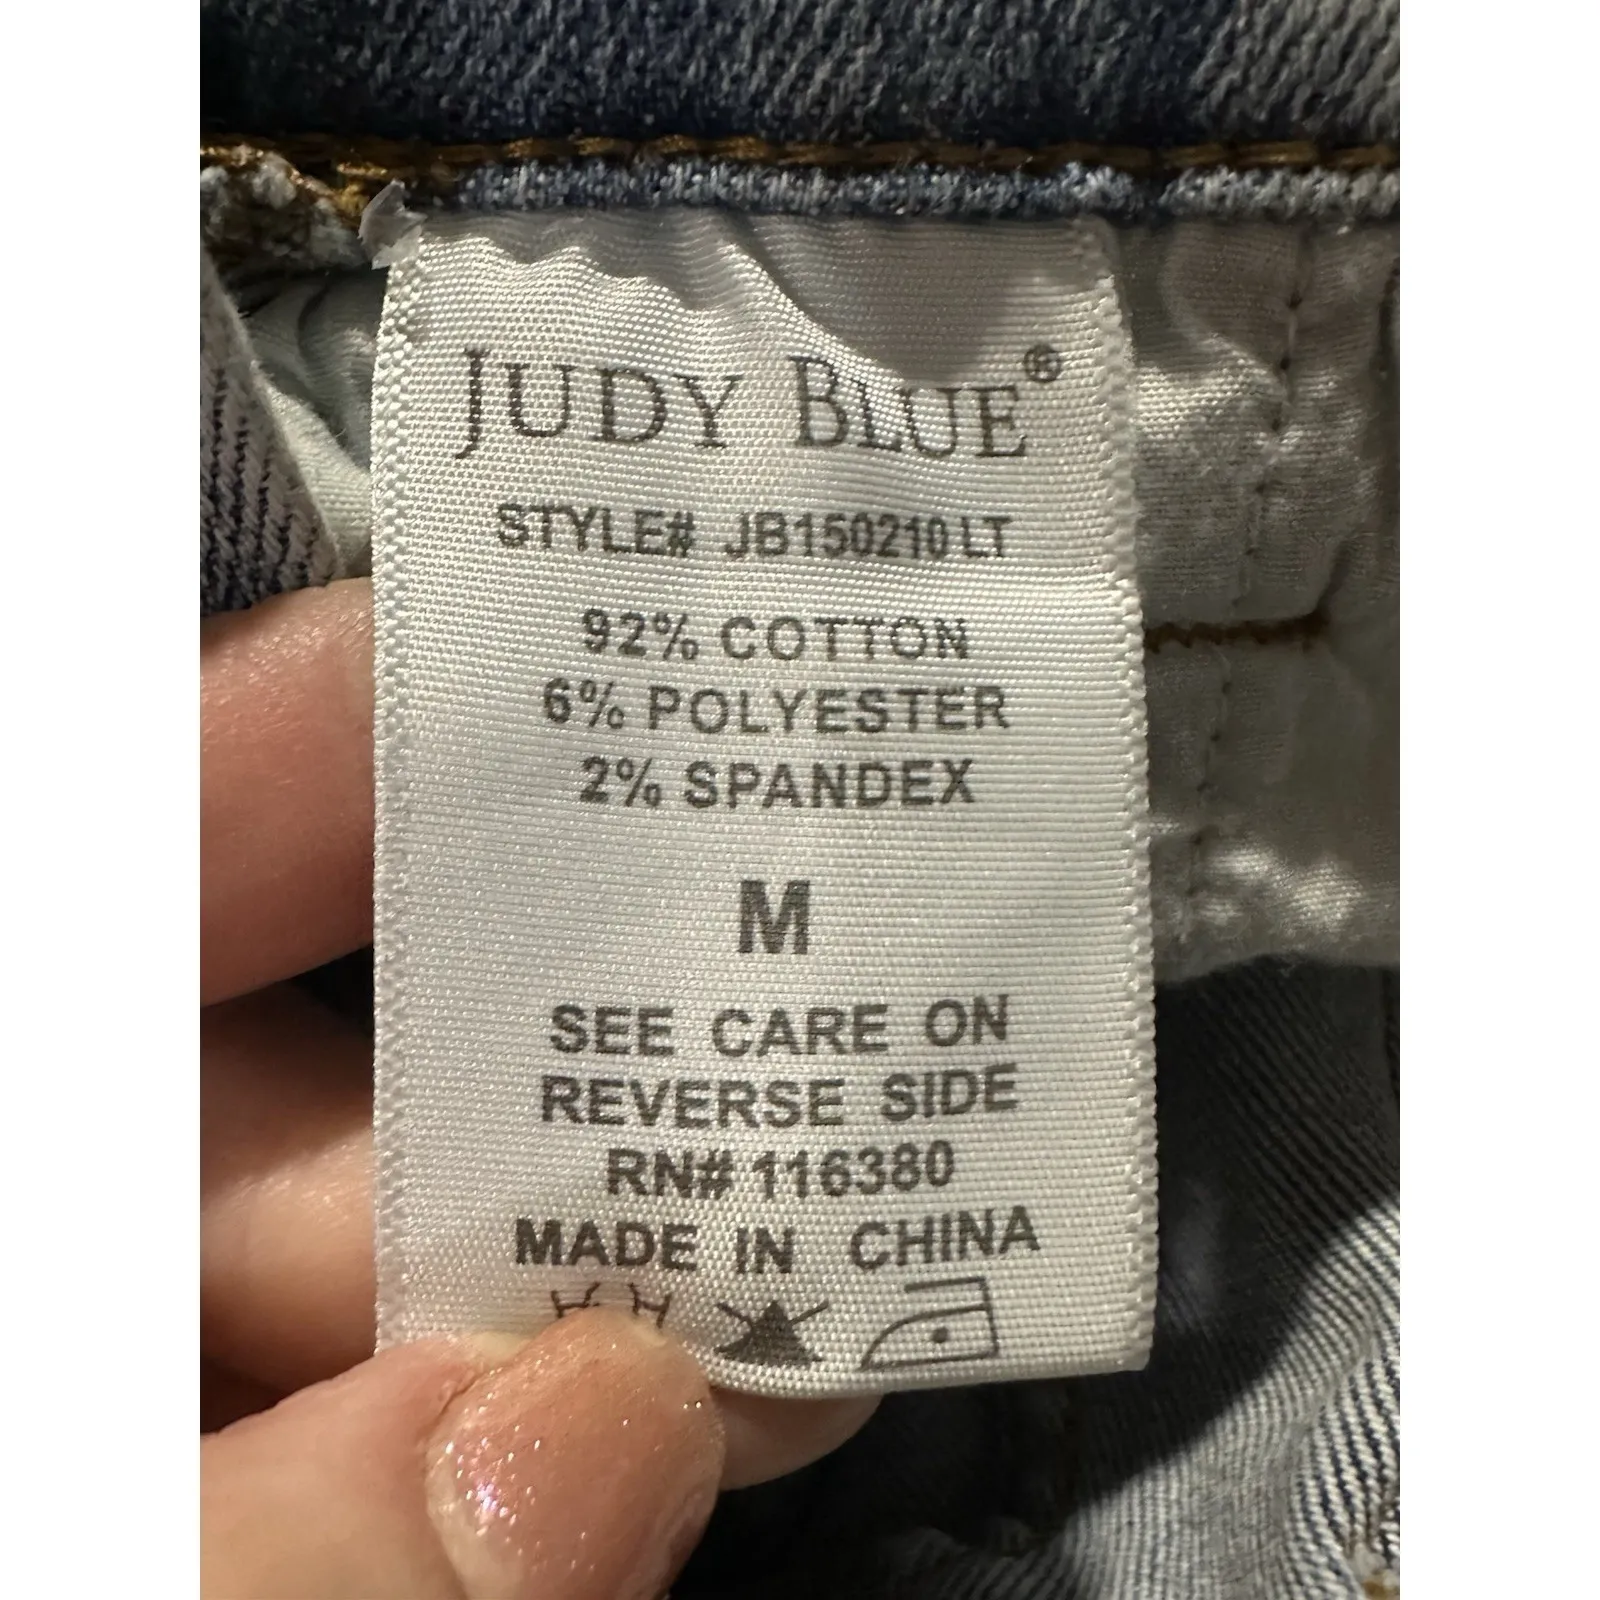 JUDY BLUE®
STYLE# JB150210 LT
92% COTTON
6% POLYESTER
2% SPANDEX
M
SEE CARE ON
REVERSE SIDE
RN# 116380
MADE IN CHINA